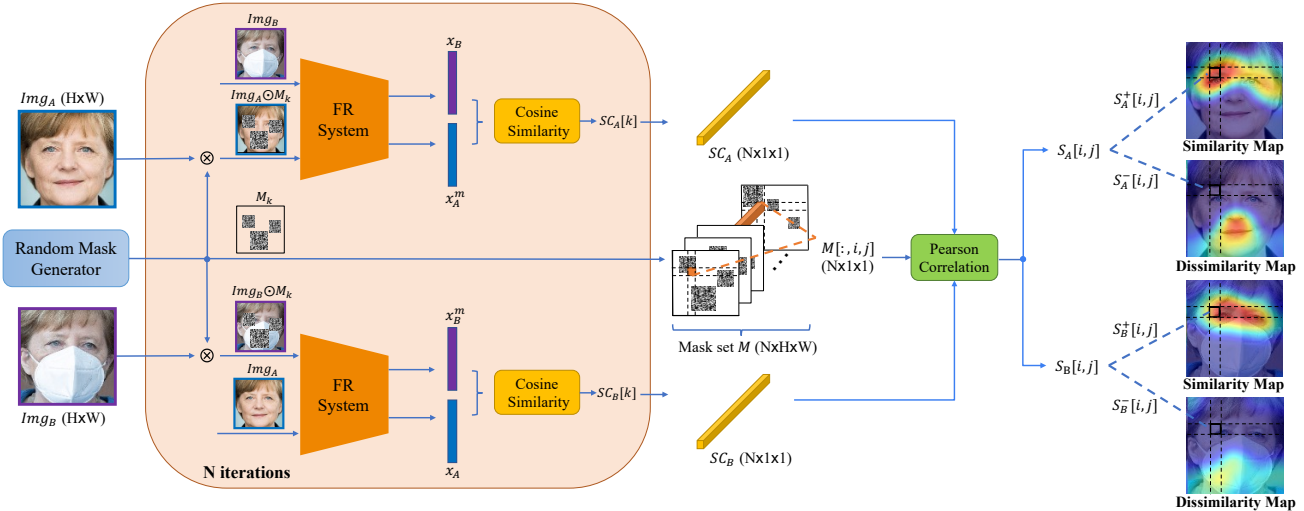 Img_B
x_B
Img_A (HxW)
Img_A⊙M_k
FR
System
Cosine
Similarity
SC_A[k]
SC_A (Nx1x1)
x_A^m
S_A^+[i,j]
Similarity Map
S_A[i,j]
S_A^-[i,j]
Dissimilarity Map
M_k
Random Mask
Generator
M[:,i,j]
(Nx1x1)
Pearson
Correlation
Mask set M (NxHxW)
Img_B⊙M_k
x_B^m
Img_A
FR
System
Cosine
Similarity
SC_B[k]
SC_B (Nx1x1)
Img_B (HxW)
x_A
N iterations
S_B^+[i,j]
Similarity Map
S_B[i,j]
S_B^-[i,j]
Dissimilarity Map